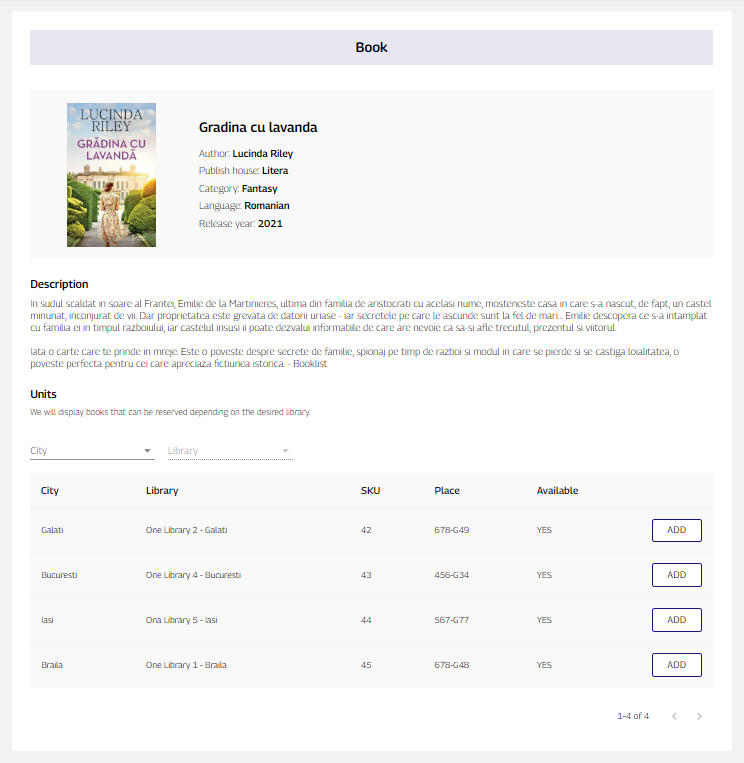 Book
LUCINDA
RILEY
GRĂDINA CU
LAVANDĂ
Gradina cu lavanda
Author: Lucinda Riley
Publish house: Litera
Category: Fantasy
Language: Romanian
Release year: 2021
Description
In sudul scaldat in soare al Frantei, Emilie de la Martinieres, ultima din familia de aristocrati cu acelasi nume, mosteneste casa in care s-a nascut, de fapt, un castel
minunat, inconjurat de vii. Dar proprietatea este grevata de datorii uriase - iar secretele pe care le ascunde sunt la fel de mari... Emilie descopera ce s-a intamplat
cu familia ei in timpul razboiului, iar castelul insusi ii poate dezvalui informatiile de care are nevoie ca sa-si afle trecutul, prezentul si viitorul.
Iata o carte care te prinde in mreje. Este o poveste despre secrete de familie, spionaj pe timp de razboi si modul in care se pierde si se castiga loialitatea, o
poveste perfecta pentru cei care apreciaza fictiunea istorica. - Booklist
Units
We will display books that can be reserved depending on the desired library.
City Library
City Library SKU Place Available
Galati One Library 2 - Galati 42 678-G49 YES ADD
Bucuresti One Library 4 - Bucuresti 43 456-G34 YES ADD
Iasi Ona Library 5 - Iasi 44 567-G77 YES ADD
Braila One Library 1 - Braila 45 678-G48 YES ADD
1-4 of 4